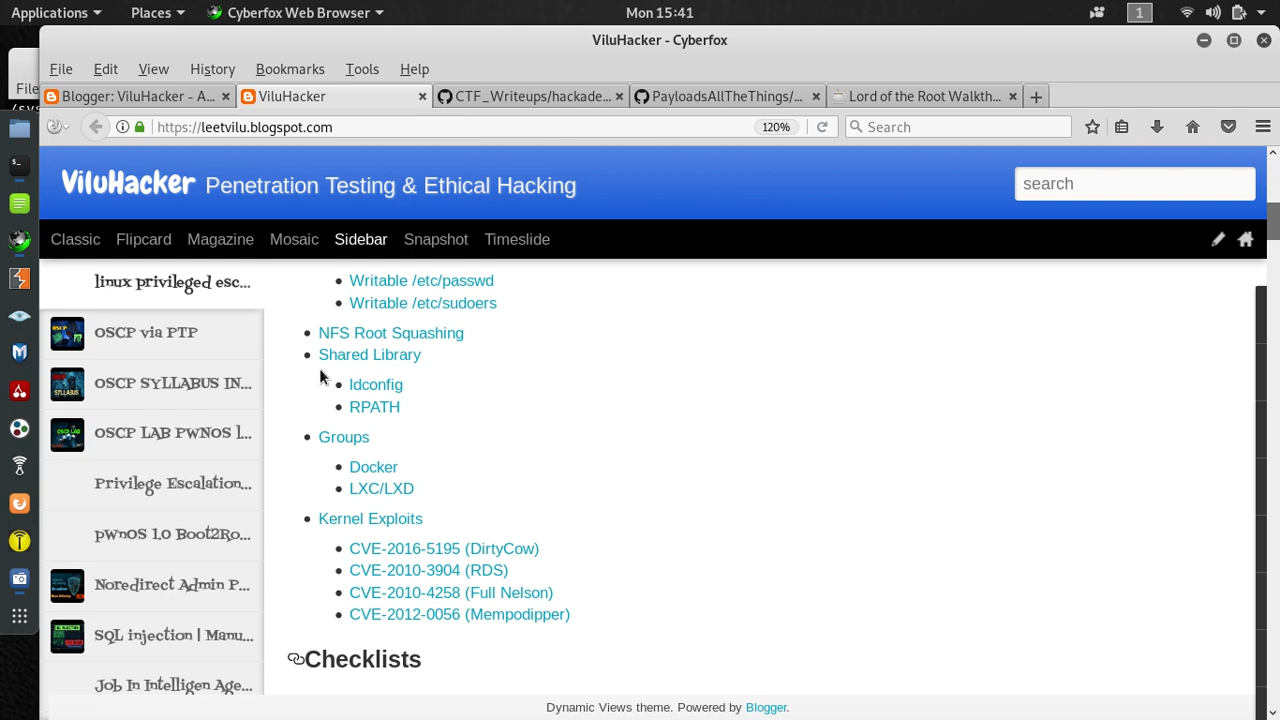 Applications Places Cyberfox Web Browser Mon 15:41 1
ViluHacker - Cyberfox
File
File Edit View History Bookmarks Tools Help
Blogger: ViluHacker - A... ViluHacker CTF_Writeups/hackade... PayloadsAllTheThings/... Lord of the Root Walkth...
https://leetvilu.blogspot.com 120% Search
ViluHacker Penetration Testing & Ethical Hacking search
Classic Flipcard Magazine Mosaic Sidebar Snapshot Timeslide
linux privileged esc...
OSCP via PTP
OSCP SYLLABUS IN...
OSCP LAB PWNOS 1...
Privilege Escalation...
pWnOS 1.0 Boot2Ro...
Noredirect Admin P...
SQL injection | Manu...
Job In Intelligen Age...
Writable /etc/passwd
Writable /etc/sudoers
NFS Root Squashing
Shared Library
ldconfig
RPATH
Groups
Docker
LXC/LXD
Kernel Exploits
CVE-2016-5195 (DirtyCow)
CVE-2010-3904 (RDS)
CVE-2010-4258 (Full Nelson)
CVE-2012-0056 (Mempodipper)
Checklists
Dynamic Views theme. Powered by Blogger.